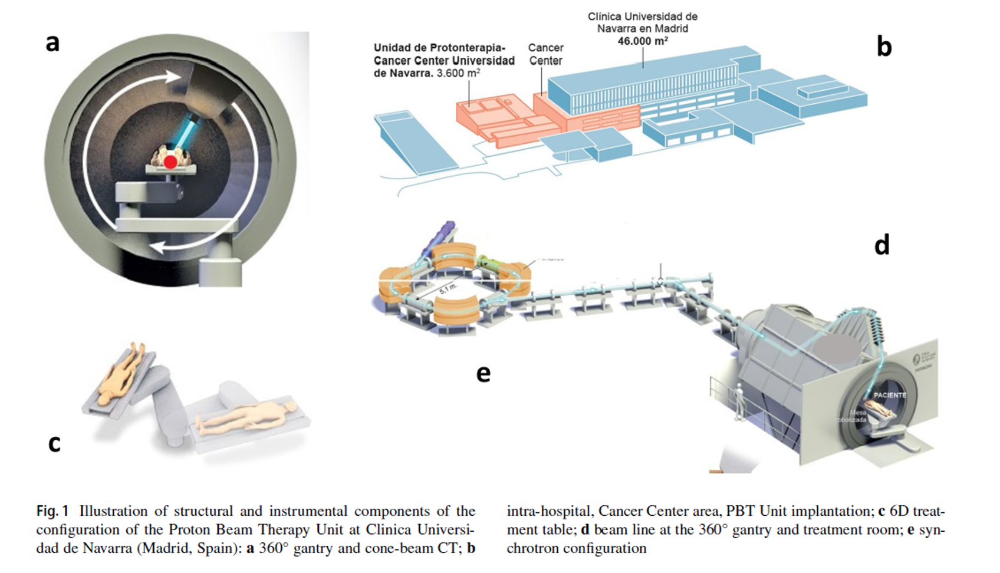 a
Clínica Universidad de
Navarra en Madrid
46.000 m²
b
Unidad de Protonterapia-
Cancer Center Universidad
de Navarra. 3.600 m²
Cancer
Center
d
5,1 m.
e
HITACHI
PACIENTE
Mesa
robotizada
c
Fig. 1 Illustration of structural and instrumental components of the
configuration of the Proton Beam Therapy Unit at Clinica Universi-
dad de Navarra (Madrid, Spain): a 360° gantry and cone-beam CT; b
intra-hospital, Cancer Center area, PBT Unit implantation; c 6D treat-
ment table; d beam line at the 360° gantry and treatment room; e syn-
chrotron configuration